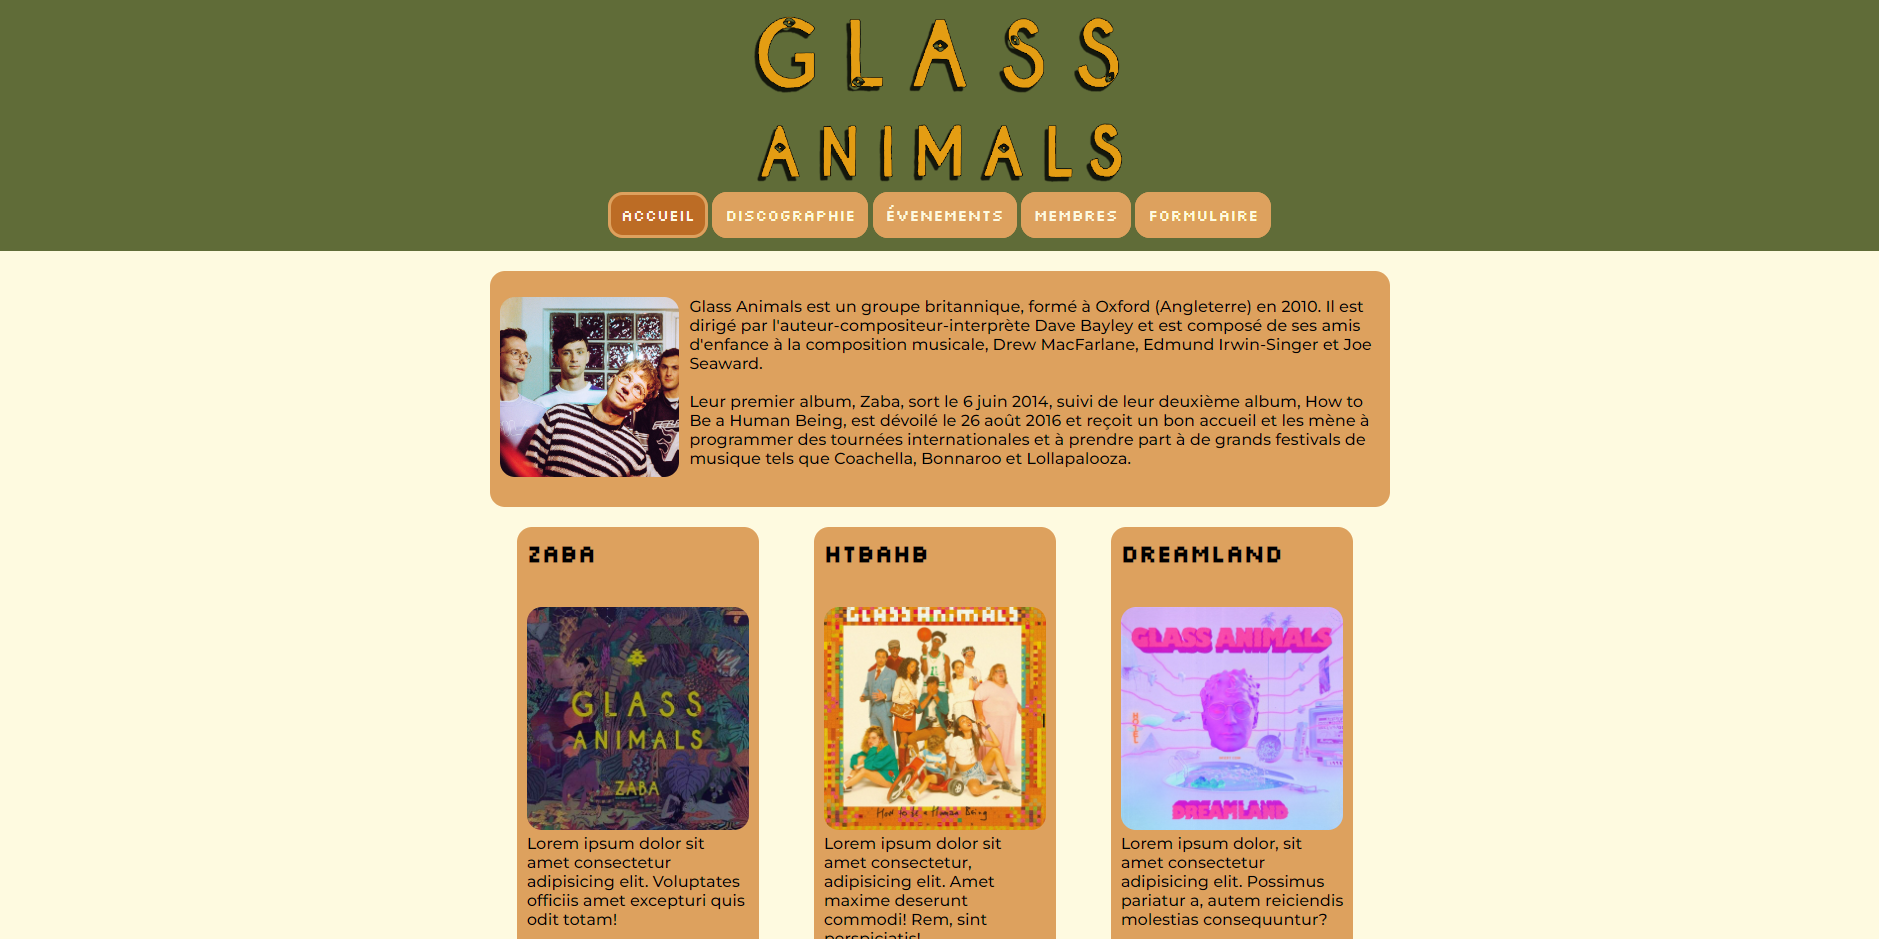 GLASS
ANIMALS
ACCUEIL DISCOGRAPHIE ÉVENEMENTS MEMBRES FORMULAIRE
Glass Animals est un groupe britannique, formé à Oxford (Angleterre) en 2010. Il est
dirigé par l'auteur-compositeur-interprète Dave Bayley et est composé de ses amis
d'enfance à la composition musicale, Drew MacFarlane, Edmund Irwin-Singer et Joe
Seaward.
Leur premier album, Zaba, sort le 6 juin 2014, suivi de leur deuxième album, How to
Be a Human Being, est dévoilé le 26 août 2016 et reçoit un bon accueil et les mène à
programmer des tournées internationales et à prendre part à de grands festivals de
musique tels que Coachella, Bonnaroo et Lollapalooza.
ZABA
GLASS
ANIMALS
ZABA
Lorem ipsum dolor sit
amet consectetur
adipisicing elit. Voluptates
officiis amet excepturi quis
odit totam!
HTBAHB
GLASS ANIMALS
How to be a Human Being
Lorem ipsum dolor sit
amet consectetur,
adipisicing elit. Amet
maxime deserunt
commodi! Rem, sint
perspiciatis!
DREAMLAND
GLASS ANIMALS
DREAMLAND
Lorem ipsum dolor, sit
amet consectetur
adipisicing elit. Possimus
pariatur a, autem reiciendis
molestias consequuntur?